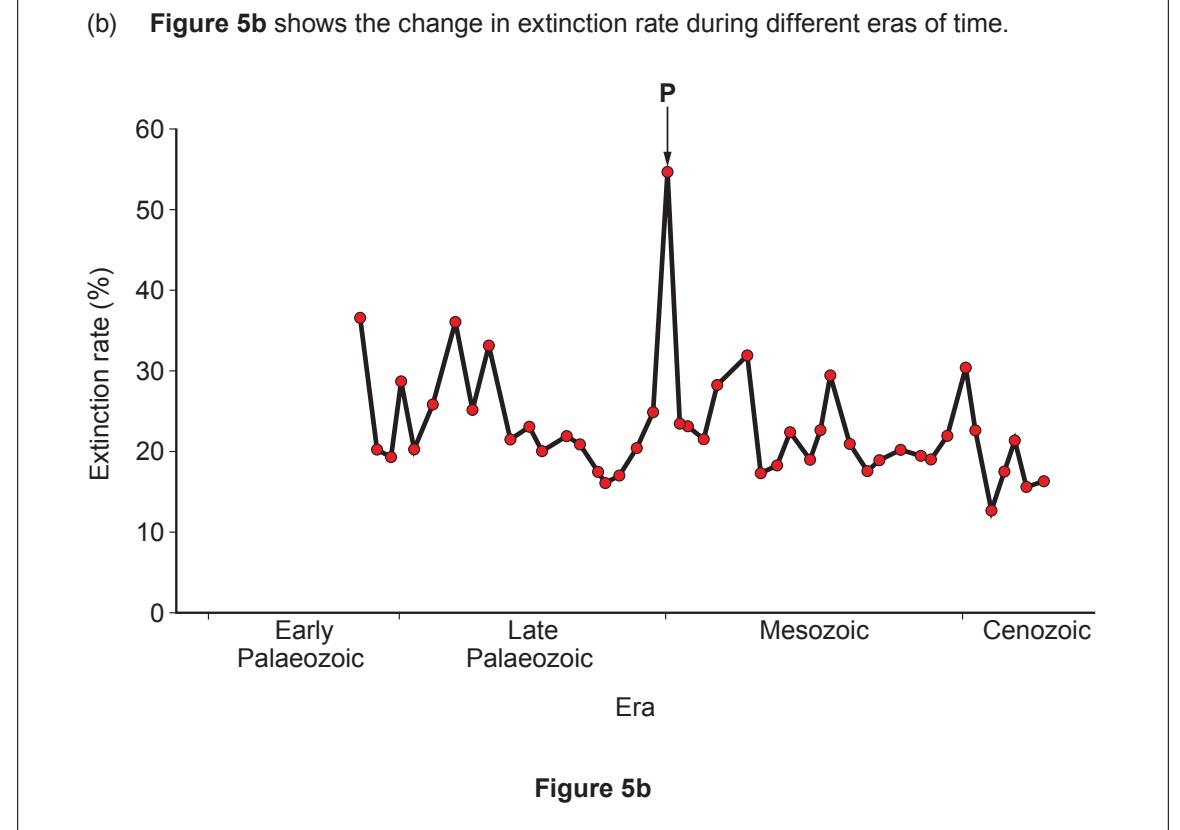 (b) Figure 5b shows the change in extinction rate during different eras of time.
P
60
50
40
30
20
10
0
Extinction rate (%)
Early Palaeozoic
Late Palaeozoic
Mesozoic
Cenozoic
Era
Figure 5b